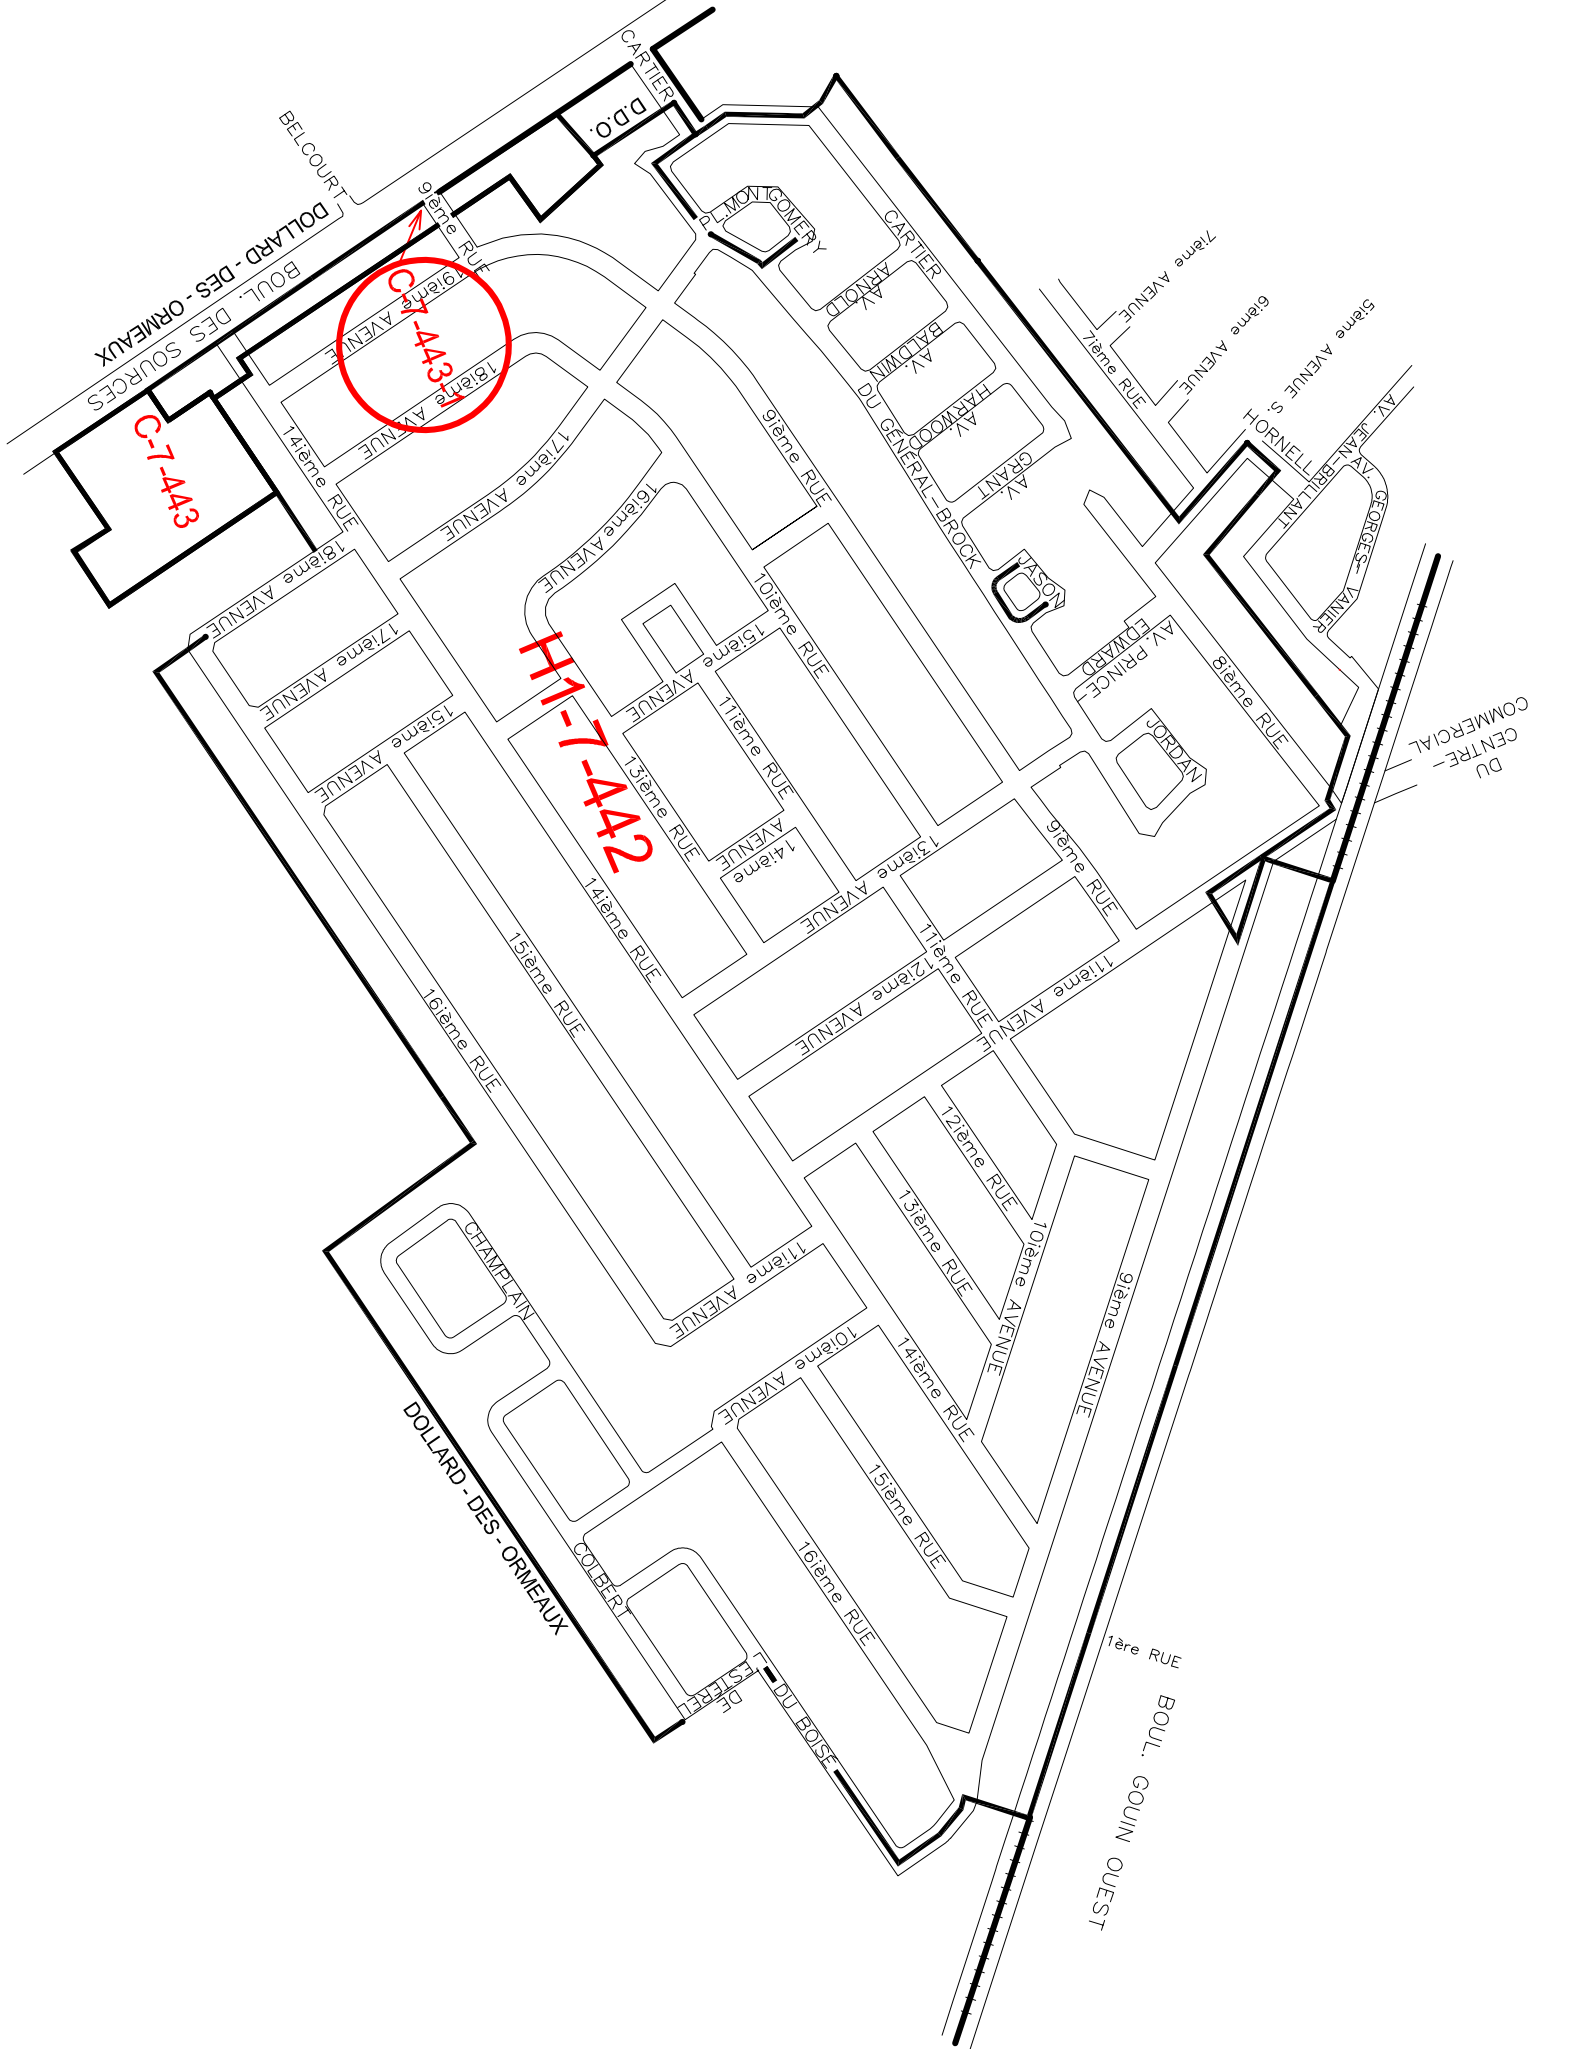 CARTIER
D.D.O.
BELCOURT
DOLLARD - DES - ORMEAUX
BOUL. DES SOURCES
9ième RUE
C-7-443-1
19ième AVENUE
18ième AVENUE
C-7-443
14ième RUE
17ième AVENUE
16ième AVENUE
PL. MONTGOMERY
CARTIER
AV. ARNOLD
AV. BALDWIN
AV. HARWOOD
AV. GRANT
DU GENERAL-BROCK
9ième RUE
7ième AVENUE
7ième RUE
6ième AVENUE
5ième AVENUE S.
HORNELL
AV. JEAN-BRILLANT
AV. GEORGES- VANIER
JASON
AV. PRINCE-
EDWARD
8ième RUE
JORDAN
DU
CENTRE-
COMMERCIAL
18ième AVENUE
17ième AVENUE
15ième AVENUE
10ième RUE
15ième AVENUE
11ième RUE
H1-7-442
13ième RUE
14ième AVENUE
13ième AVENUE
9ième RUE
14ième RUE
15ième RUE
16ième RUE
12ième AVENUE
11ième RUE
11ième AVENUE
12ième RUE
13ième RUE
10ième AVENUE
9ième AVENUE
CHAMPLAIN
11ième AVENUE
10ième AVENUE
14ième RUE
15ième RUE
16ième RUE
DOLLARD - DES - ORMEAUX
COLBERT
DE
L'ESTEREL
DU BOISE
1ère RUE
BOUL. GOUIN OUEST